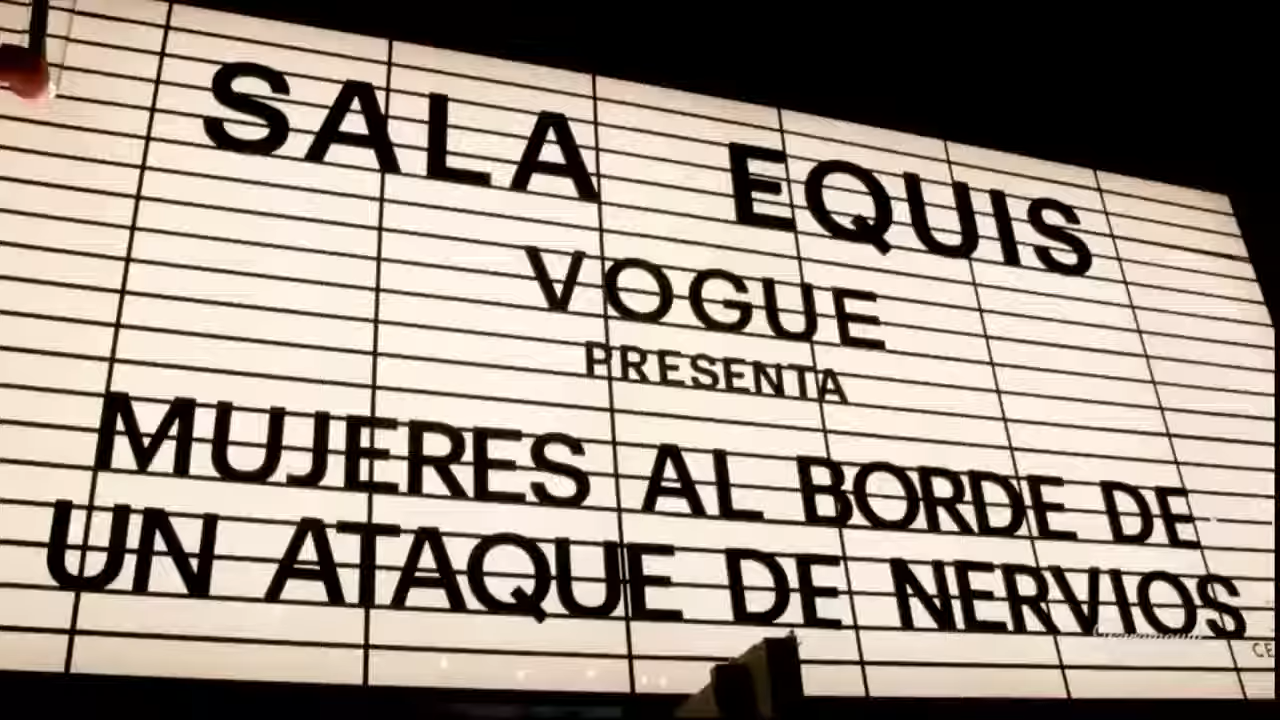 SALA EQUIS
VOGUE
PRESENTA
MUJERES AL BORDE DE
UN ATAQUE DE NERVIOS